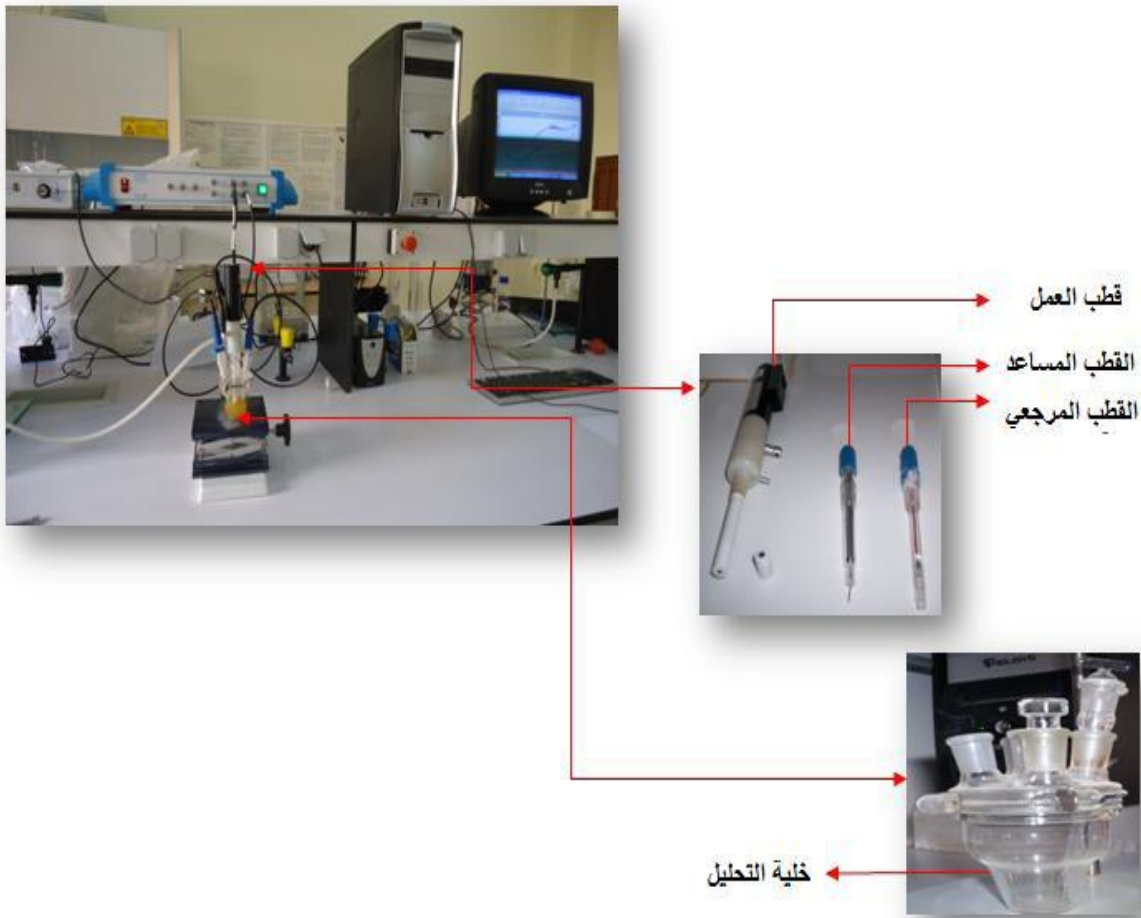 قطب العمل
القطب المساعد
القطب المرجعي
خلية التحليل